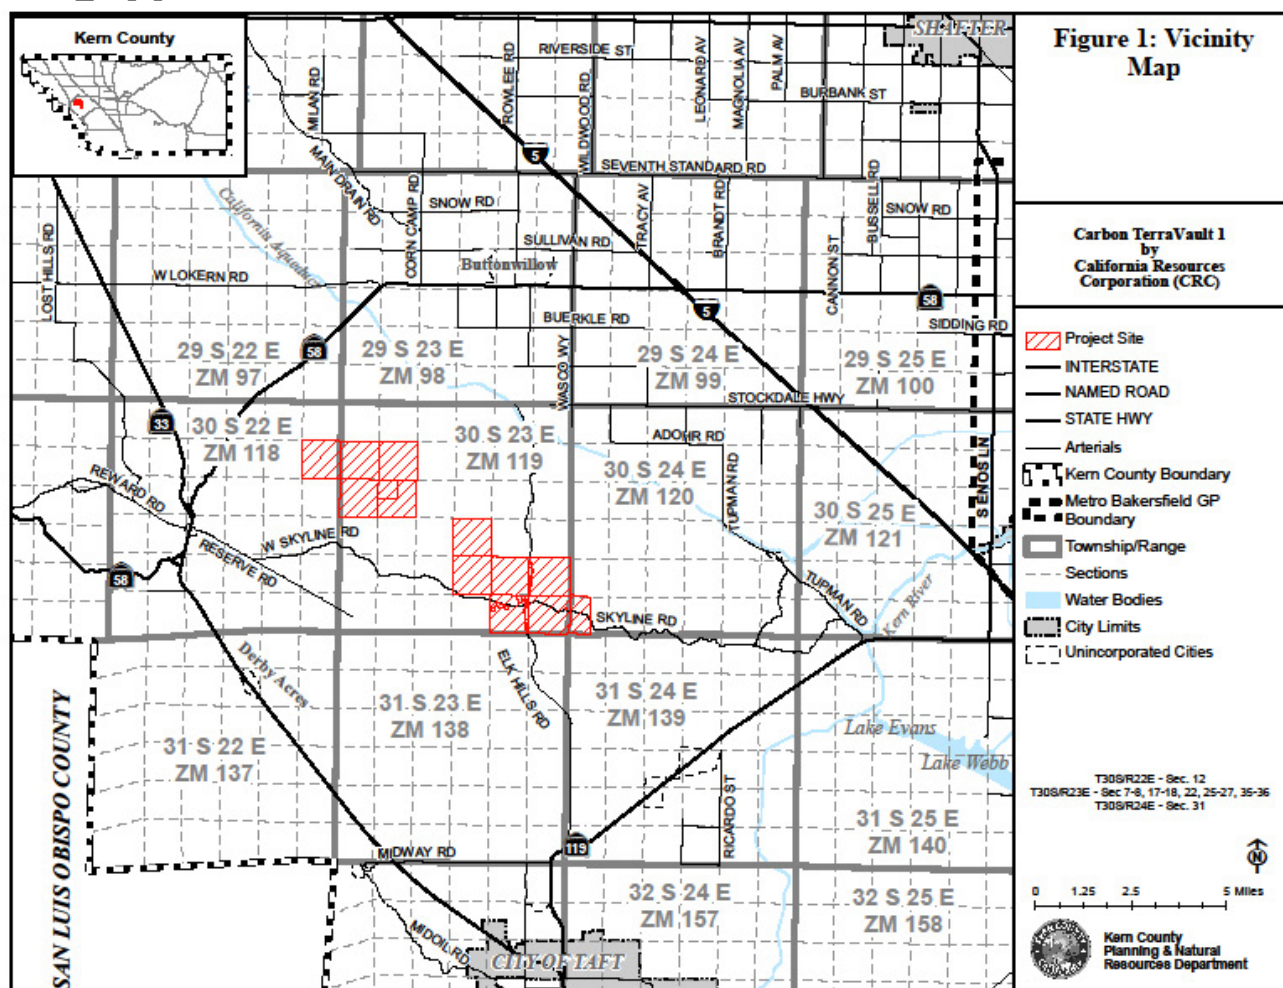 Kern County
Figure 1: Vicinity
Map
Carbon TerraVault 1
by
California Resources
Corporation (CRC)
Project Site
INTERSTATE
NAMED ROAD
STATE HWY
Arterials
Kern County Boundary
Metro Bakersfield GP
Boundary
Township/Range
Sections
Water Bodies
City Limits
Unincorporated Cities
T30S/R22E - Sec. 12
T30S/R23E - Sec 7-8, 17-18, 22, 25-27, 35-36
T30S/R24E - Sec. 31
N
0 1.25 2.5 5 Miles
Kern County
Planning & Natural
Resources Department
SHAFTER
RIVERSIDE ST
BURBANK ST
MILAN RD
ROWLEE RD
WILDWOOD RD
LEONARD AV
MAGNOLIA AV
PALM AV
5
SEVENTH STANDARD RD
MAIN DRAIN RD
CORN CAMP RD
SNOW RD
TRACY AV
BRANDT RD
BUSSELL RD
SNOW RD
California Aqueduct
SULLIVAN RD
LOST HILLS RD
W LOKERN RD
Buttonwillow
CANNON ST
58
5
BUERKLE RD
SIDDING RD
58
29 S 22 E
ZM 97
29 S 23 E
ZM 98
WASCO WY
29 S 24 E
ZM 99
29 S 25 E
ZM 100
STOCKDALE HWY
33
30 S 22 E
ZM 118
30 S 23 E
ZM 119
ADOHR RD
30 S 24 E
ZM 120
TUPMAN RD
S ENOS LN
30 S 25 E
ZM 121
REWARD RD
W SKYLINE RD
RESERVE RD
58
TUPMAN RD
Kern River
SKYLINE RD
Derby Acres
ELK HILLS RD
31 S 23 E
ZM 138
31 S 24 E
ZM 139
Lake Evans
Lake Webb
31 S 22 E
ZM 137
SAN LUIS OBISPO COUNTY
RICARDO ST
31 S 25 E
ZM 140
119
MIDWAY RD
32 S 24 E
ZM 157
32 S 25 E
ZM 158
MIDOIL RD
CITY OF TAFT